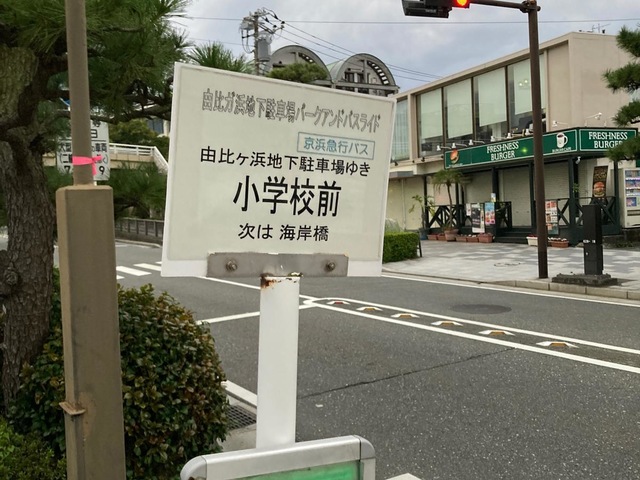 由比ガ浜地下駐車場パークアンドバスライド
京浜急行バス
由比ヶ浜地下駐車場ゆき
小学校前
次は 海岸橋
FRESHNESS BURGER
FRESHNESS
BURGER